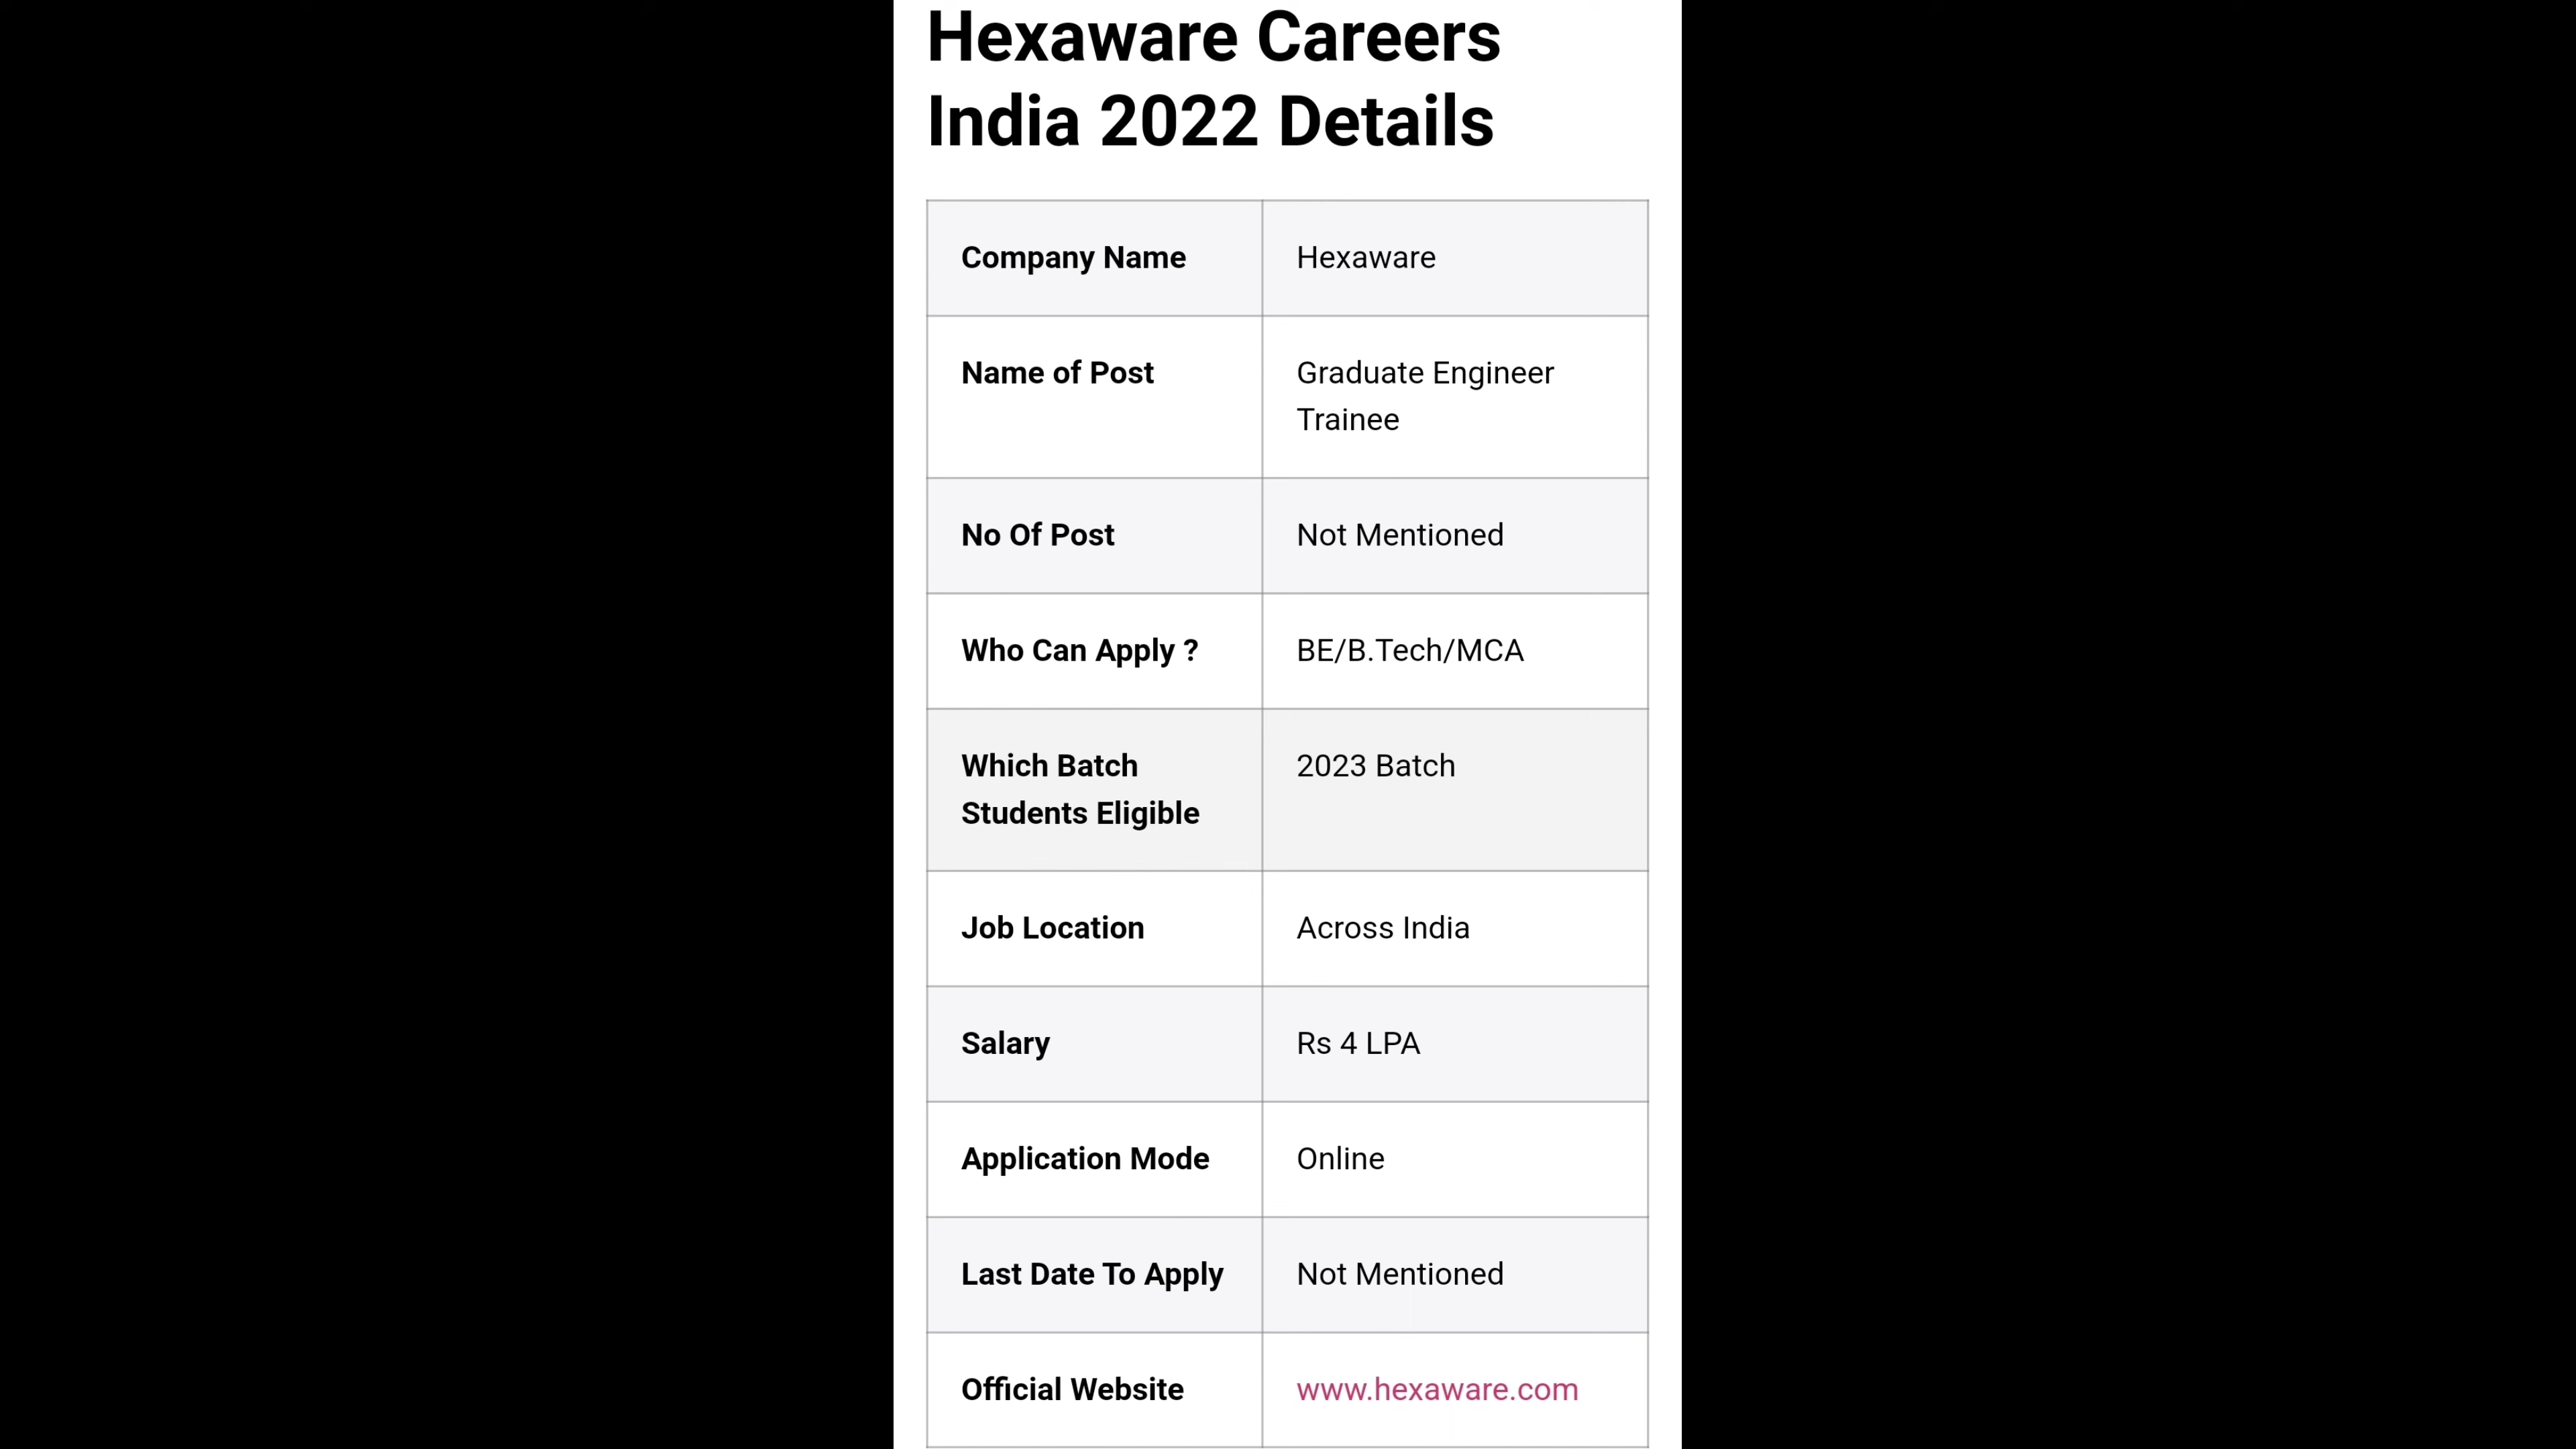 Hexaware Careers
India 2022 Details
Company Name
Hexaware
Name of Post
Graduate Engineer
Trainee
No Of Post
Not Mentioned
Who Can Apply ?
BE/B.Tech/MCA
Which Batch
Students Eligible
2023 Batch
Job Location
Across India
Salary
Rs 4 LPA
Application Mode
Online
Last Date To Apply
Not Mentioned
Official Website
www.hexaware.com